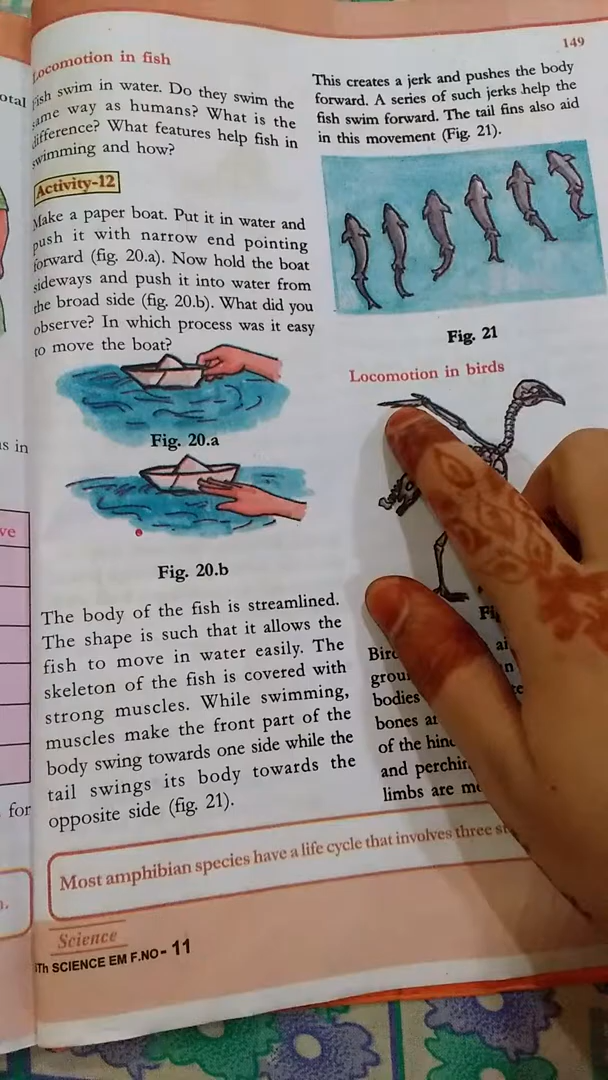 149
Locomotion in fish
Fish swim in water. Do they swim the
same way as humans? What is the
difference? What features help fish in
swimming and how?
Activity-12
Make a paper boat. Put it in water and
push it with narrow end pointing
forward (fig. 20.a). Now hold the boat
sideways and push it into water from
the broad side (fig. 20.b). What did you
observe? In which process was it easy
to move the boat?
Fig. 20.a
Fig. 20.b
The body of the fish is streamlined.
The shape is such that it allows the
fish to move in water easily. The
skeleton of the fish is covered with
strong muscles. While swimming,
muscles make the front part of the
body swing towards one side while the
tail swings its body towards the
opposite side (fig. 21).
This creates a jerk and pushes the body
forward. A series of such jerks help the
fish swim forward. The tail fins also aid
in this movement (Fig. 21).
Fig. 21
Locomotion in birds
bodies
bones
of the
and
limbs are
Most amphibian species have a life cycle that involves three
Science
SCIENCE EM F.NO- 11
s in
for